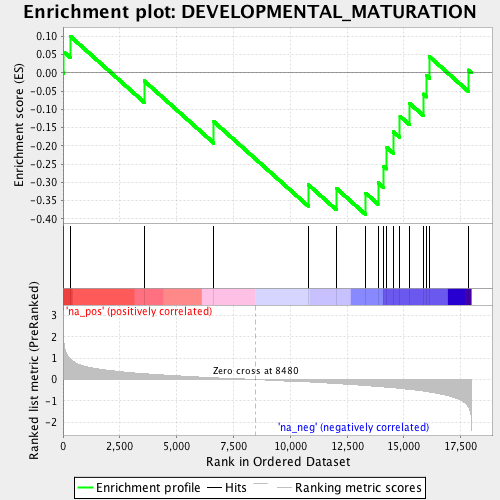 Enrichment plot: DEVELOPMENTAL_MATURATION
Enrichment score (ES)
0.10
0.05
0.00
-0.05
-0.10
-0.15
-0.20
-0.25
-0.30
-0.35
-0.40
'na_pos' (positively correlated)
Ranked list metric (PreRanked)
3
2
1
0
-1
-2
Zero cross at 8480
'na_neg' (negatively correlated)
0 2,500 5,000 7,500 10,000 12,500 15,000 17,500
Rank in Ordered Dataset
Enrichment profile Hits Ranking metric scores